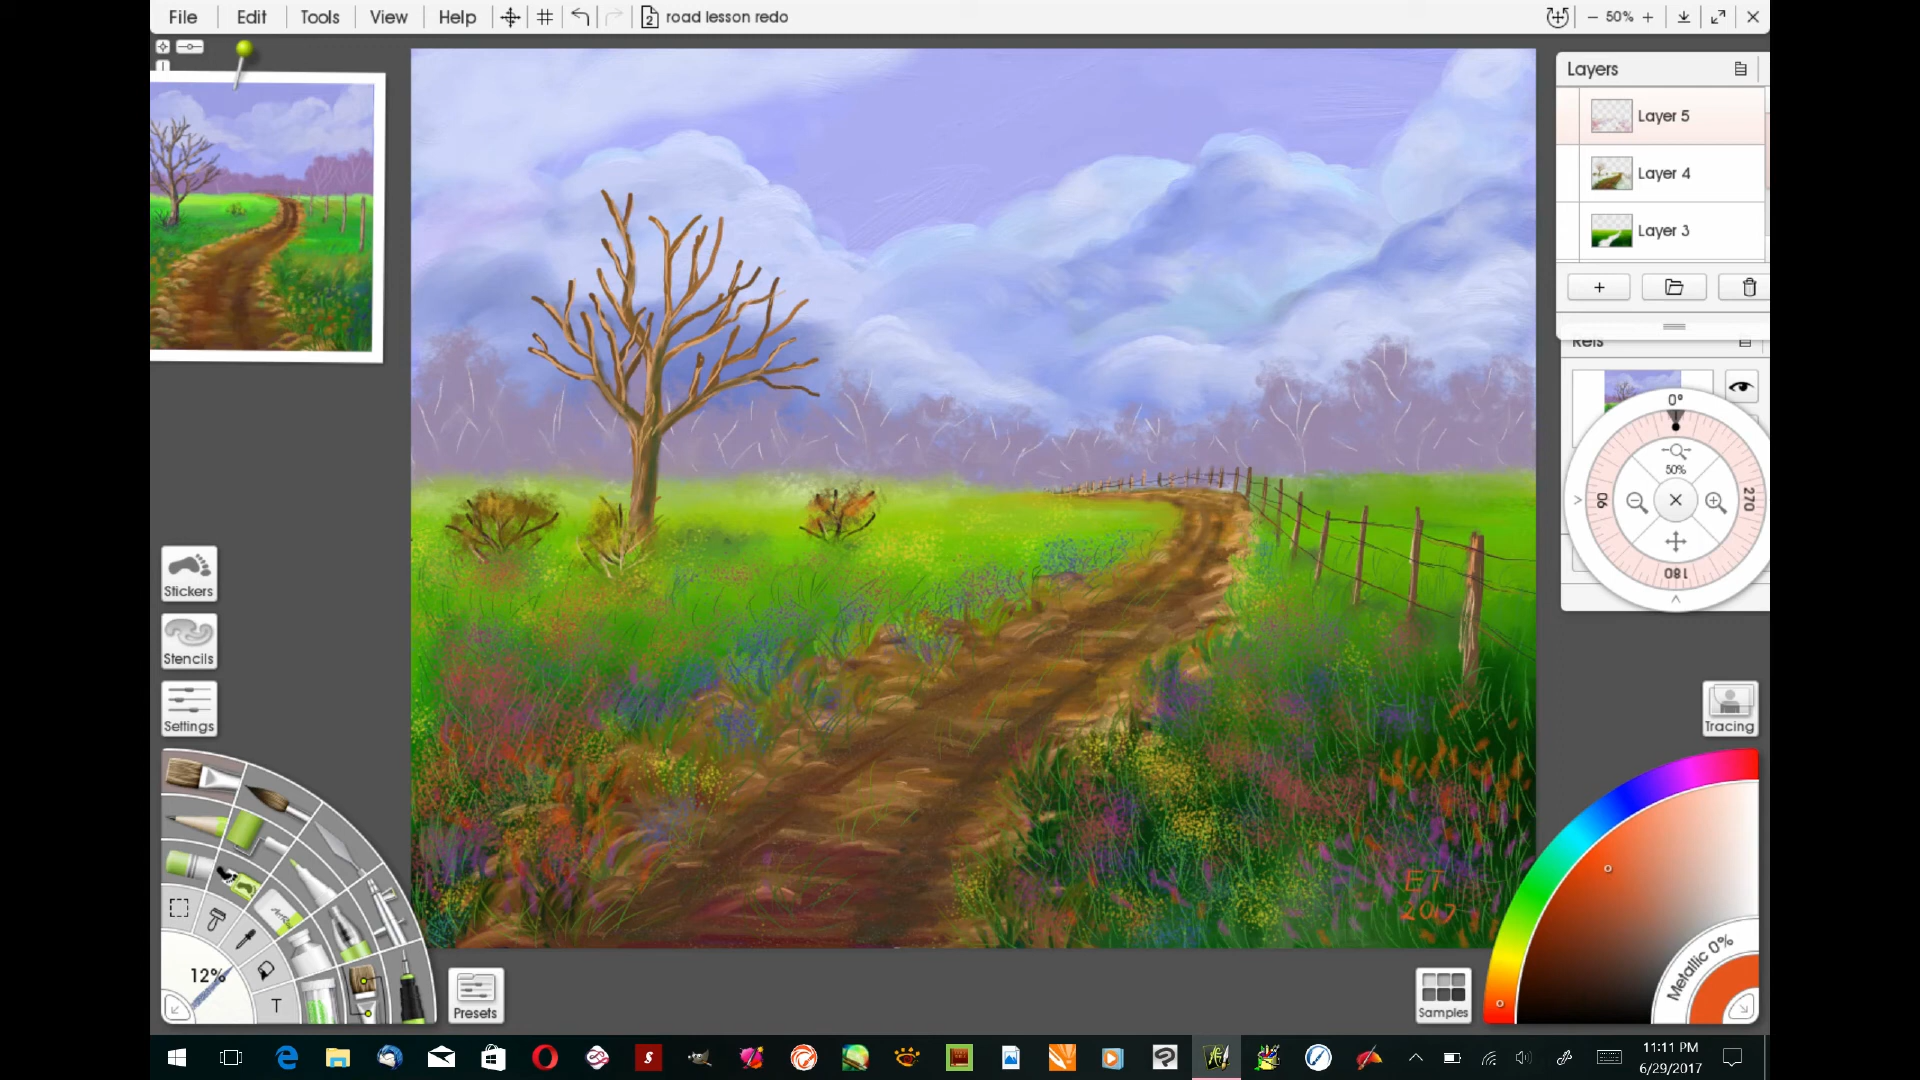 File Edit Tools View Help 2 road lesson redo 50%
Layers
Layer 5
Layer 4
Layer 3
Refs
0°
50%
90
270
180
Stickers
Stencils
Settings
Tracing
ET
2017
12%
T
Presets
Samples
Metallic 0%
11:11 PM
6/29/2017